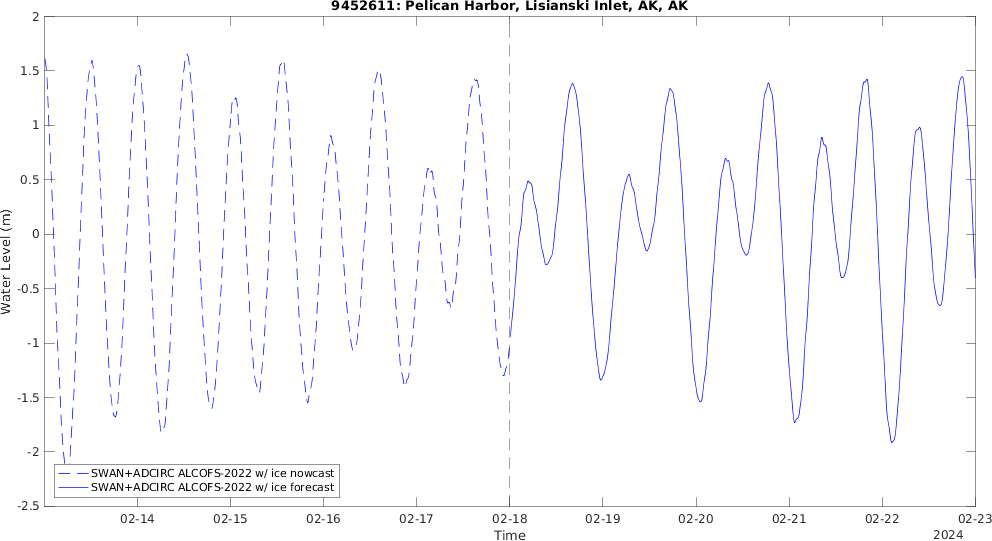 9452611: Pelican Harbor, Lisianski Inlet, AK, AK
2
1.5
1
0.5
0
-0.5
-1
-1.5
-2
-2.5
Water Level (m)
SWAN+ADCIRC ALCOFS-2022 w/ ice nowcast
SWAN+ADCIRC ALCOFS-2022 w/ ice forecast
02-14 02-15 02-16 02-17 02-18 02-19 02-20 02-21 02-22 02-23
Time
2024